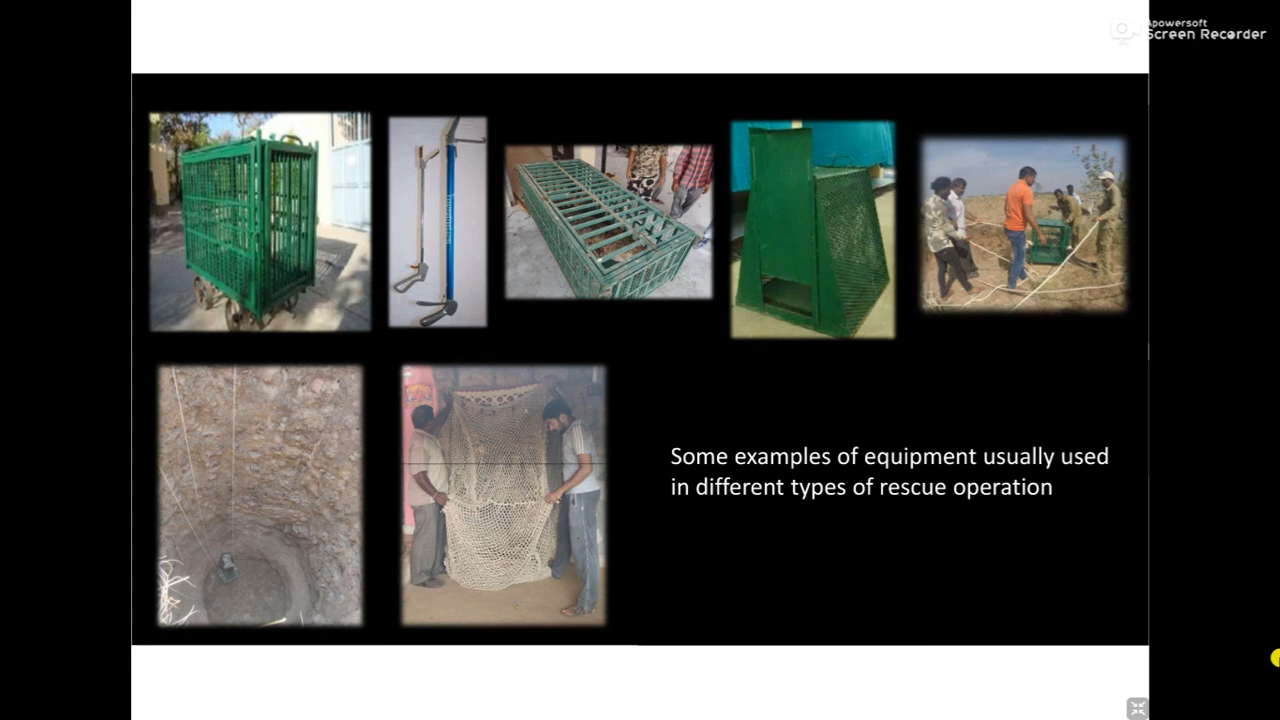 Apowersoft
Screen Recorder
Some examples of equipment usually used
in different types of rescue operation